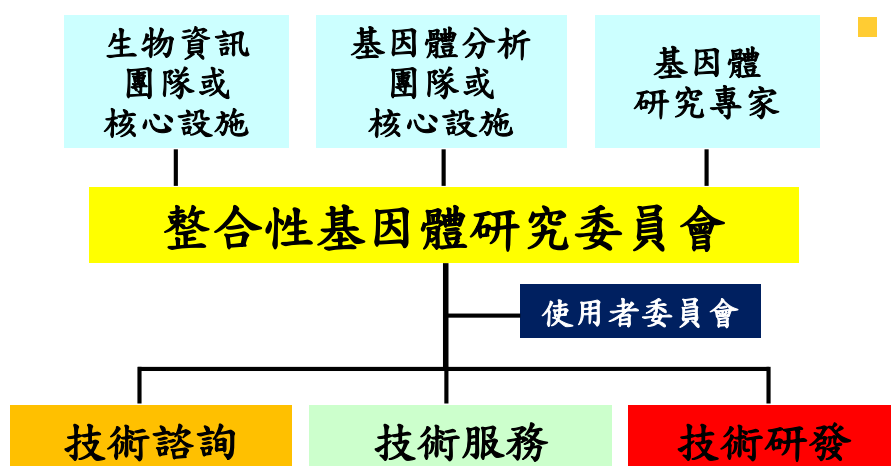 生物資訊
團隊或
核心設施
基因體分析
團隊或
核心設施
基因體
研究專家
整合性基因體研究委員會
使用者委員會
技術諮詢
技術服務
技術研發